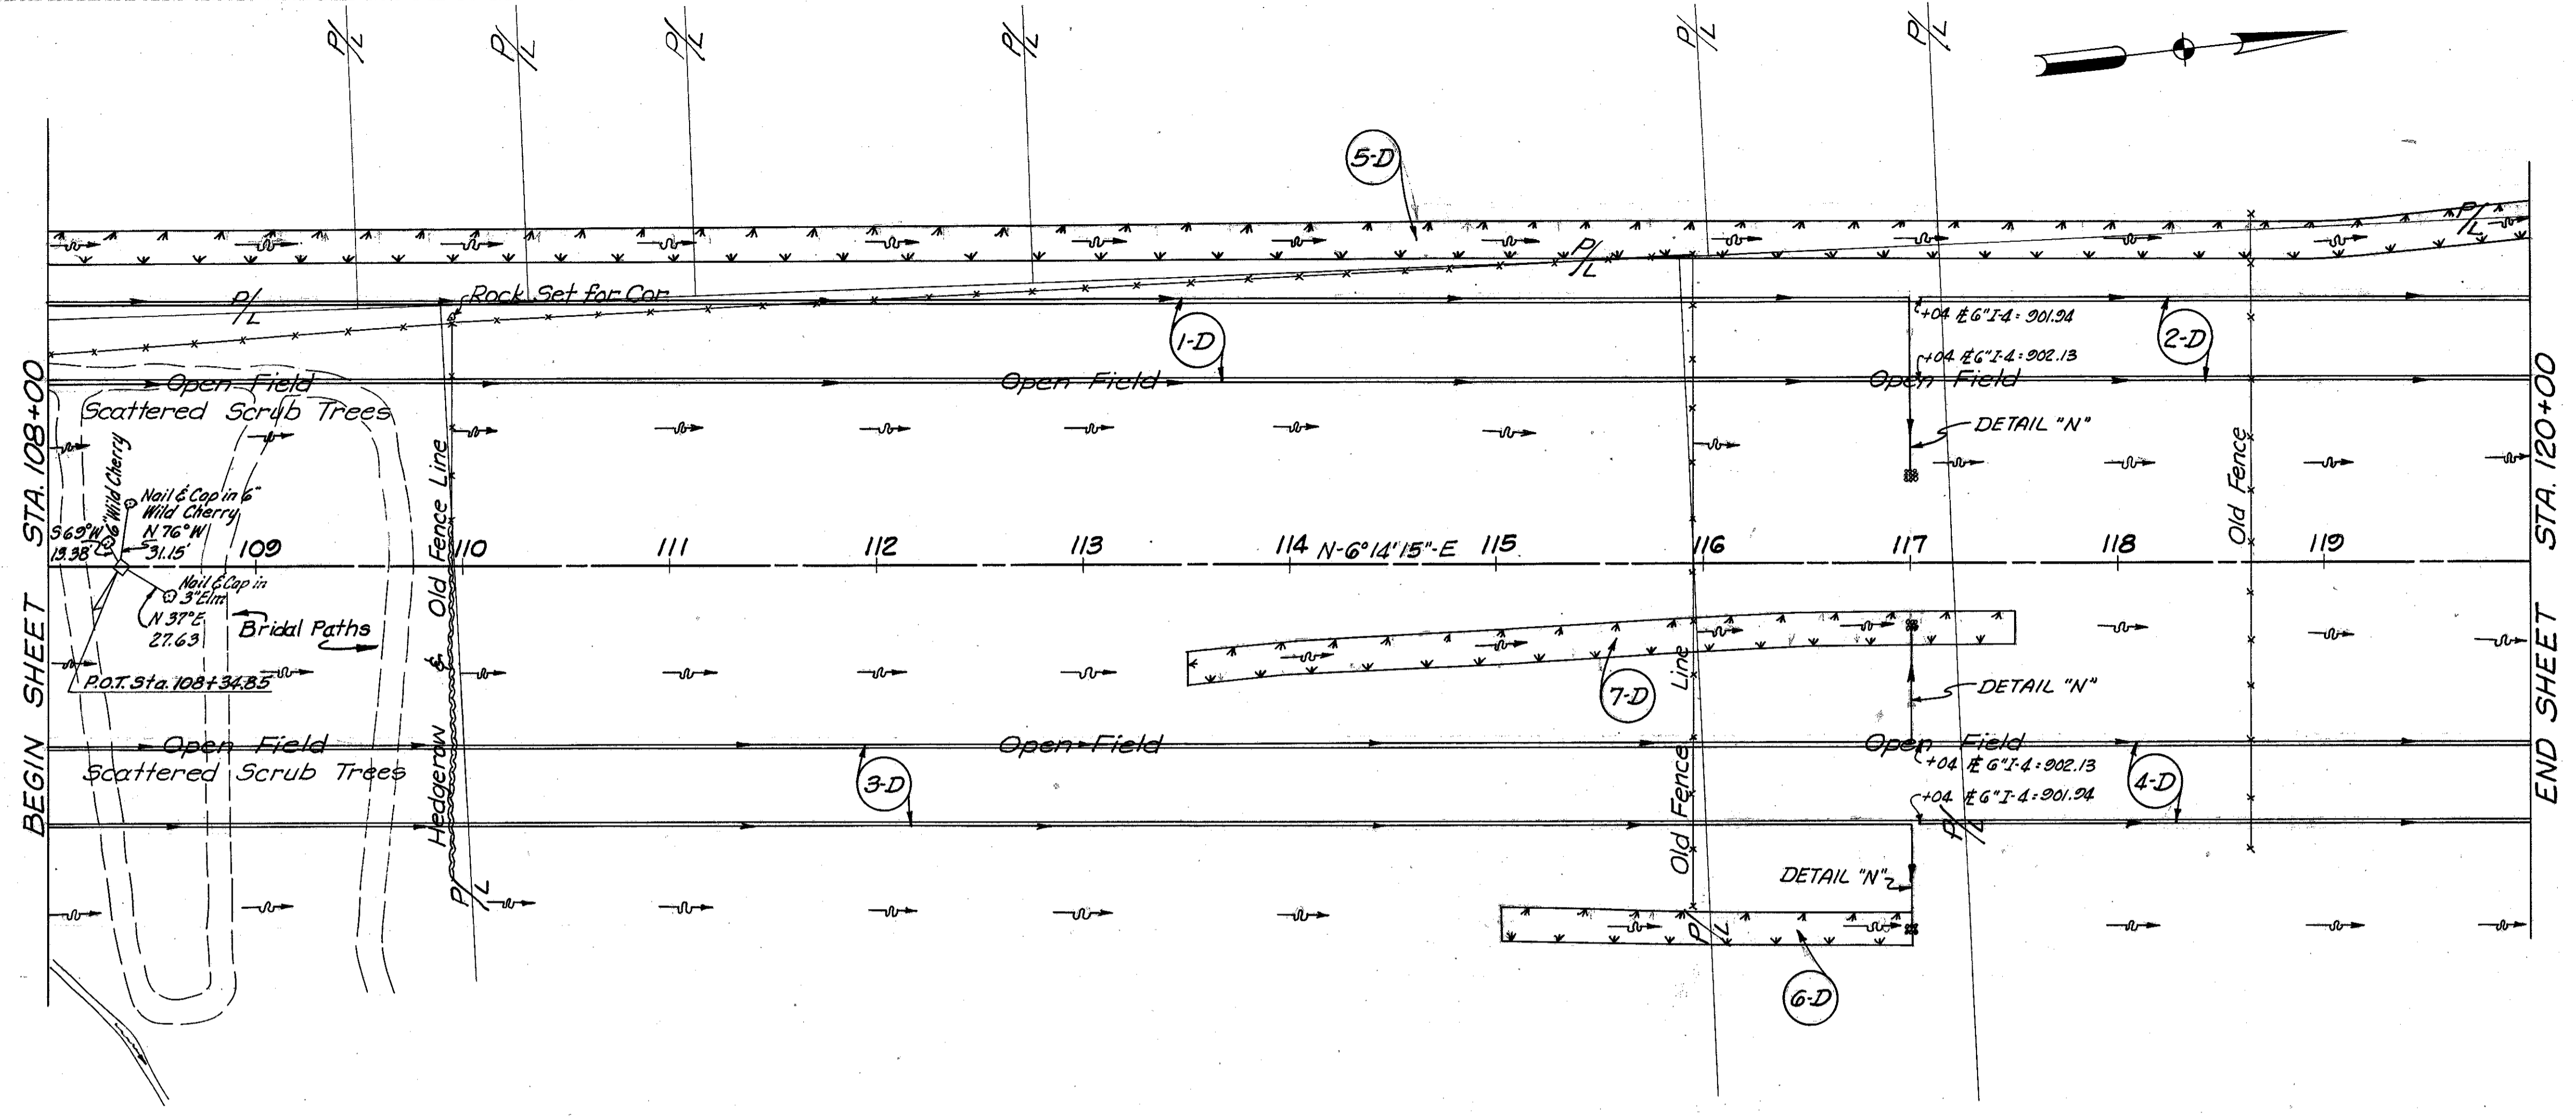 P/L
P/L
P/L
P/L
P/L
P/L
5-D
P/L
P/L
Rock Set for Cor.
P/L
1-D
+04 ℄ 6"I-4=901.94
2-D
+04 ℄ 6"I-4=902.13
Open Field
Open Field
Open Field
Scattered Scrub Trees
DETAIL "N"
BEGIN SHEET STA. 108+00
END SHEET STA. 120+00
Hedgerow & Old Fence Line
Old Fence
6"Wild Cherry
Nail & Cap in 6"
Wild Cherry
S69°W
19.38'
N 76°W
31.15'
109
110
111
112
113
114
N-6°14'15"-E
115
116
117
118
119
Nail & Cap in
3"Elm
N 37°E
27.63
Bridal Paths
P.O.T. Sta. 108+34.85
7-D
Old Fence Line
DETAIL "N"
Open Field
Open Field
Open Field
Scattered Scrub Trees
3-D
+04 ℄ 6"I-4=902.13
4-D
+04 ℄ 6"I-4=901.94
P/L
DETAIL "N"
P/L
P/L
6-D